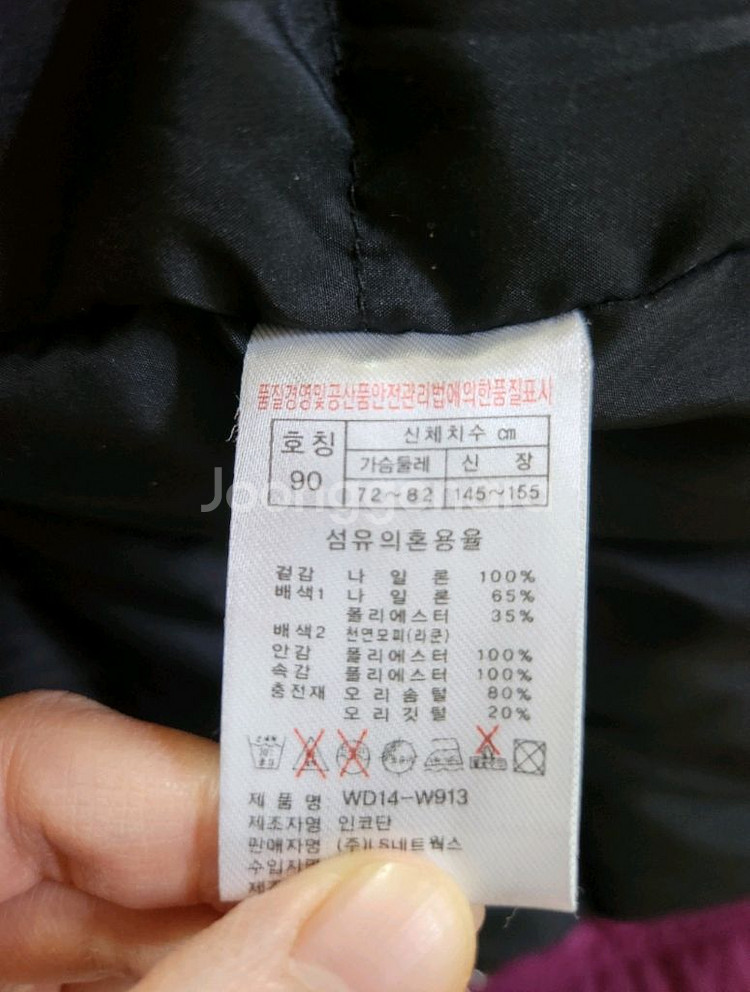 품질경영및공산품안전관리법에의한품질표시
호칭 신체치수 cm
가슴둘레 신 장
90 72~82 145~155
Joongg
섬유의혼용율
겉감 나 일 론 100%
배색1 나 일 론 65%
폴리에스터 35%
배색2 천연모피(라쿤)
안감 폴리에스터 100%
속감 폴리에스터 100%
충전재 오 리 솜 털 80%
오 리 깃 털 20%
제 품 명 WD14-W913
제조자명 인코단
판매자명 (주)LS네트웍스
수입자명